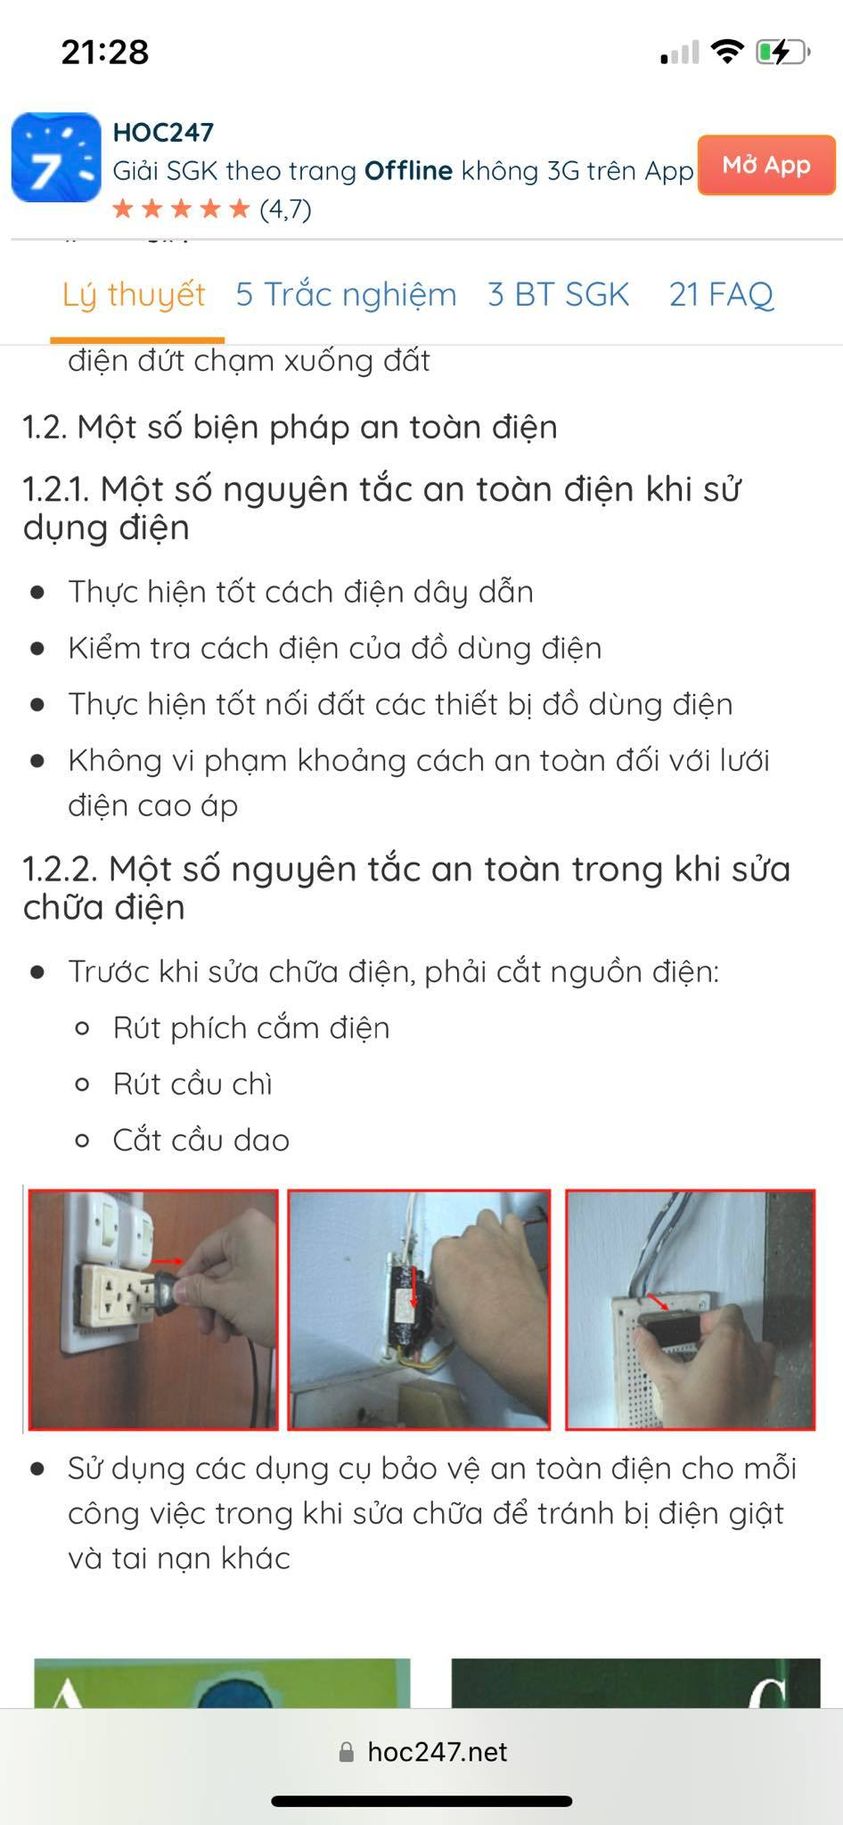 21:28
HOC247
Giải SGK theo trang Offline không 3G trên App
Mở App
(4,7)
Lý thuyết 5 Trắc nghiệm 3 BT SGK 21 FAQ
điện đứt chạm xuống đất
1.2. Một số biện pháp an toàn điện
1.2.1. Một số nguyên tắc an toàn điện khi sử
dụng điện
Thực hiện tốt cách điện dây dẫn
Kiểm tra cách điện của đồ dùng điện
Thực hiện tốt nối đất các thiết bị đồ dùng điện
Không vi phạm khoảng cách an toàn đối với lưới
điện cao áp
1.2.2. Một số nguyên tắc an toàn trong khi sửa
chữa điện
Trước khi sửa chữa điện, phải cắt nguồn điện:
Rút phích cắm điện
Rút cầu chì
Cắt cầu dao
Sử dụng các dụng cụ bảo vệ an toàn điện cho mỗi
công việc trong khi sửa chữa để tránh bị điện giật
và tai nạn khác
A
C
hoc247.net